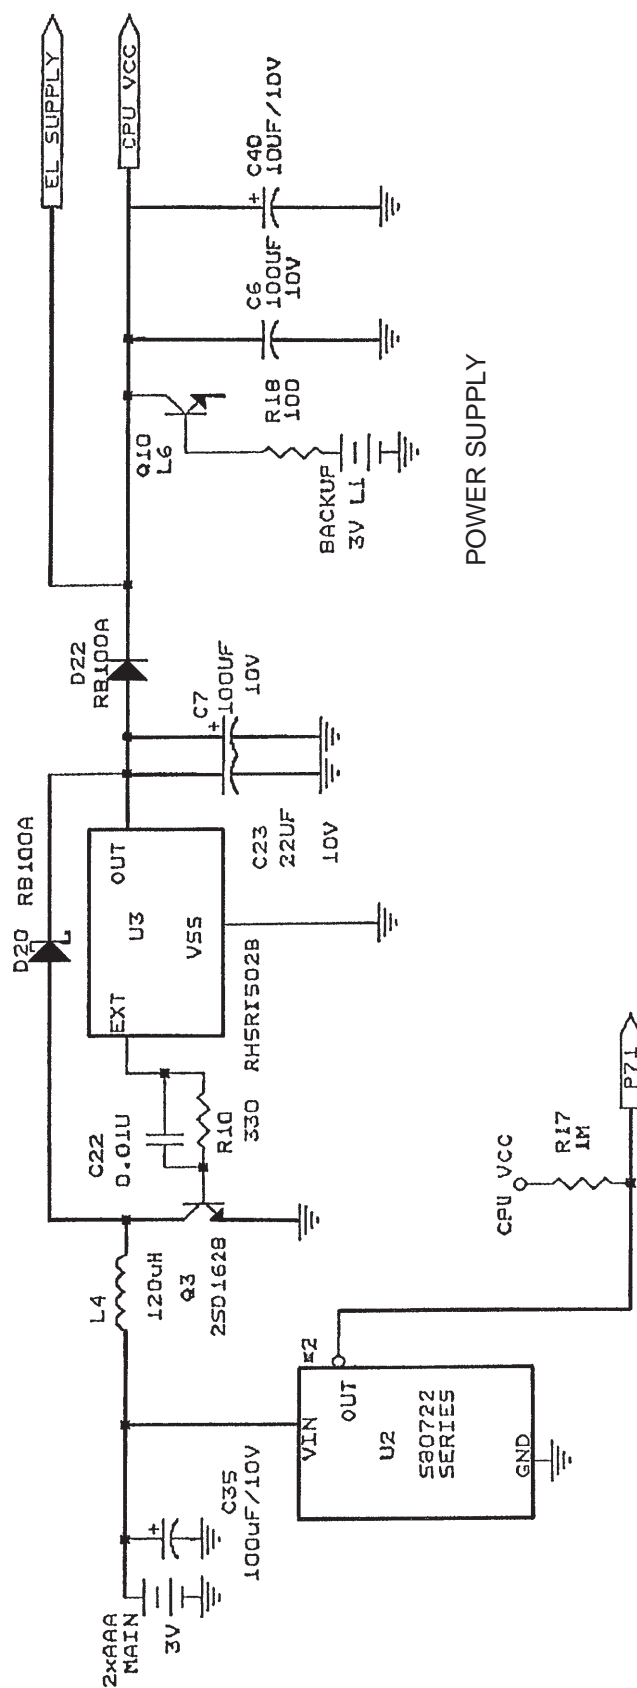 EL SUPPLY
CPU VCC
2xAAA
MAIN
3V
C35
100uF/10V
L4
120uH
Q3
2SD1628
C22
0.01U
R10
330
EXT
OUT
U3
VSS
RH5RI502B
D20
RB100A
C23
22UF
10V
C7
+
100UF
10V
D22
RB100A
Q10
L6
BACKUP
3V L1
R18
100
C6
100UF
10V
+
C40
10UF/10V
VIN
OUT
U2
S80722
SERIES
GND
CPU VCC
R17
1M
P71
POWER SUPPLY